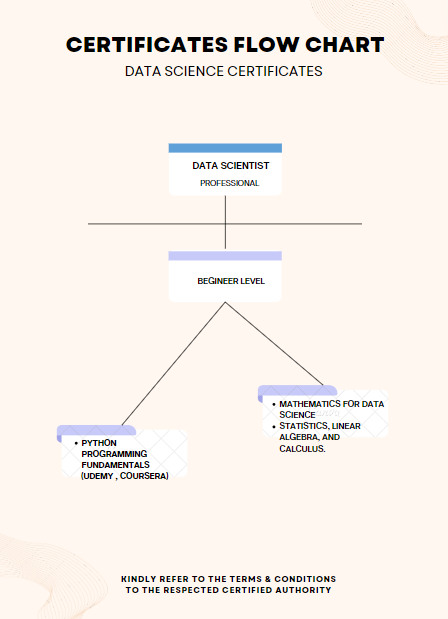 CERTIFICATES FLOW CHART
DATA SCIENCE CERTIFICATES
DATA SCIENTIST
PROFESSIONAL
BEGINEER LEVEL
• MATHEMATICS FOR DATA
SCIENCE
• STATISTICS, LINEAR
ALGEBRA, AND
CALCULUS.
• PYTHON
PROGRAMMING
FUNDAMENTALS
(UDEMY , COURSERA)
KINDLY REFER TO THE TERMS & CONDITIONS
TO THE RESPECTED CERTIFIED AUTHORITY